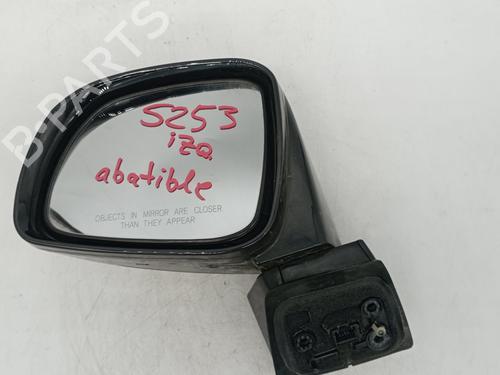 B-PARTS
S253
izq
abatible
OBJECTS IN MIRROR ARE CLOSER
THAN THEY APPEAR